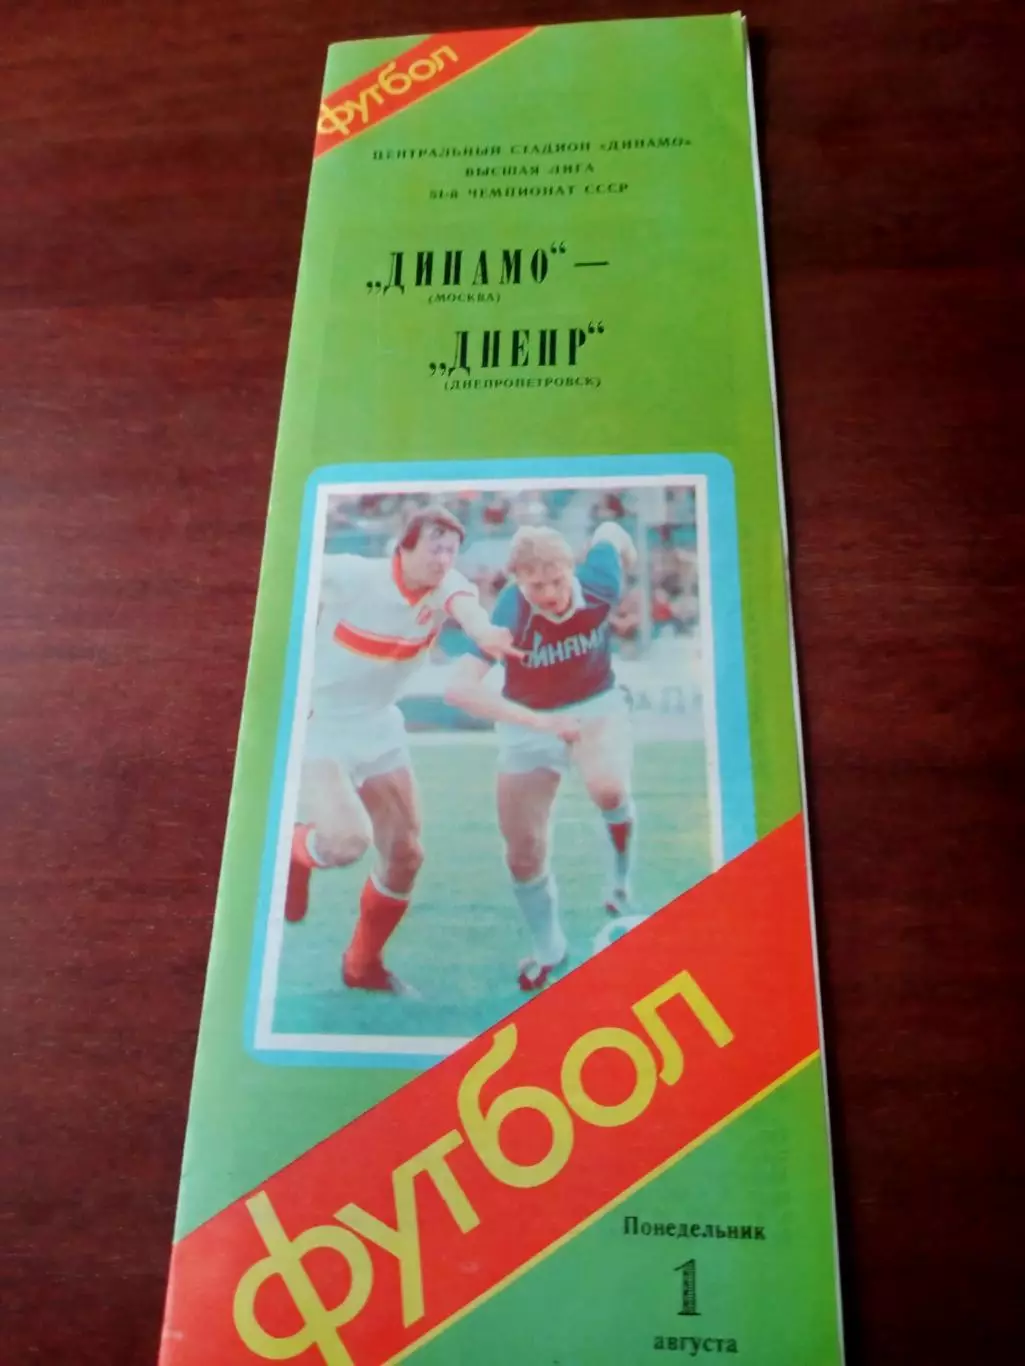 футбол
ЦЕНТРАЛЬНЫЙ СТАДИОН «ДИНАМО»
ВЫСШАЯ ЛИГА
51-й ЧЕМПИОНАТ СССР
„ДИНАМО“ —
(МОСКВА)
„ДНЕПР“
(ДНЕПРОПЕТРОВСК)
ДИНАМО
футбол
Понедельник
1
августа